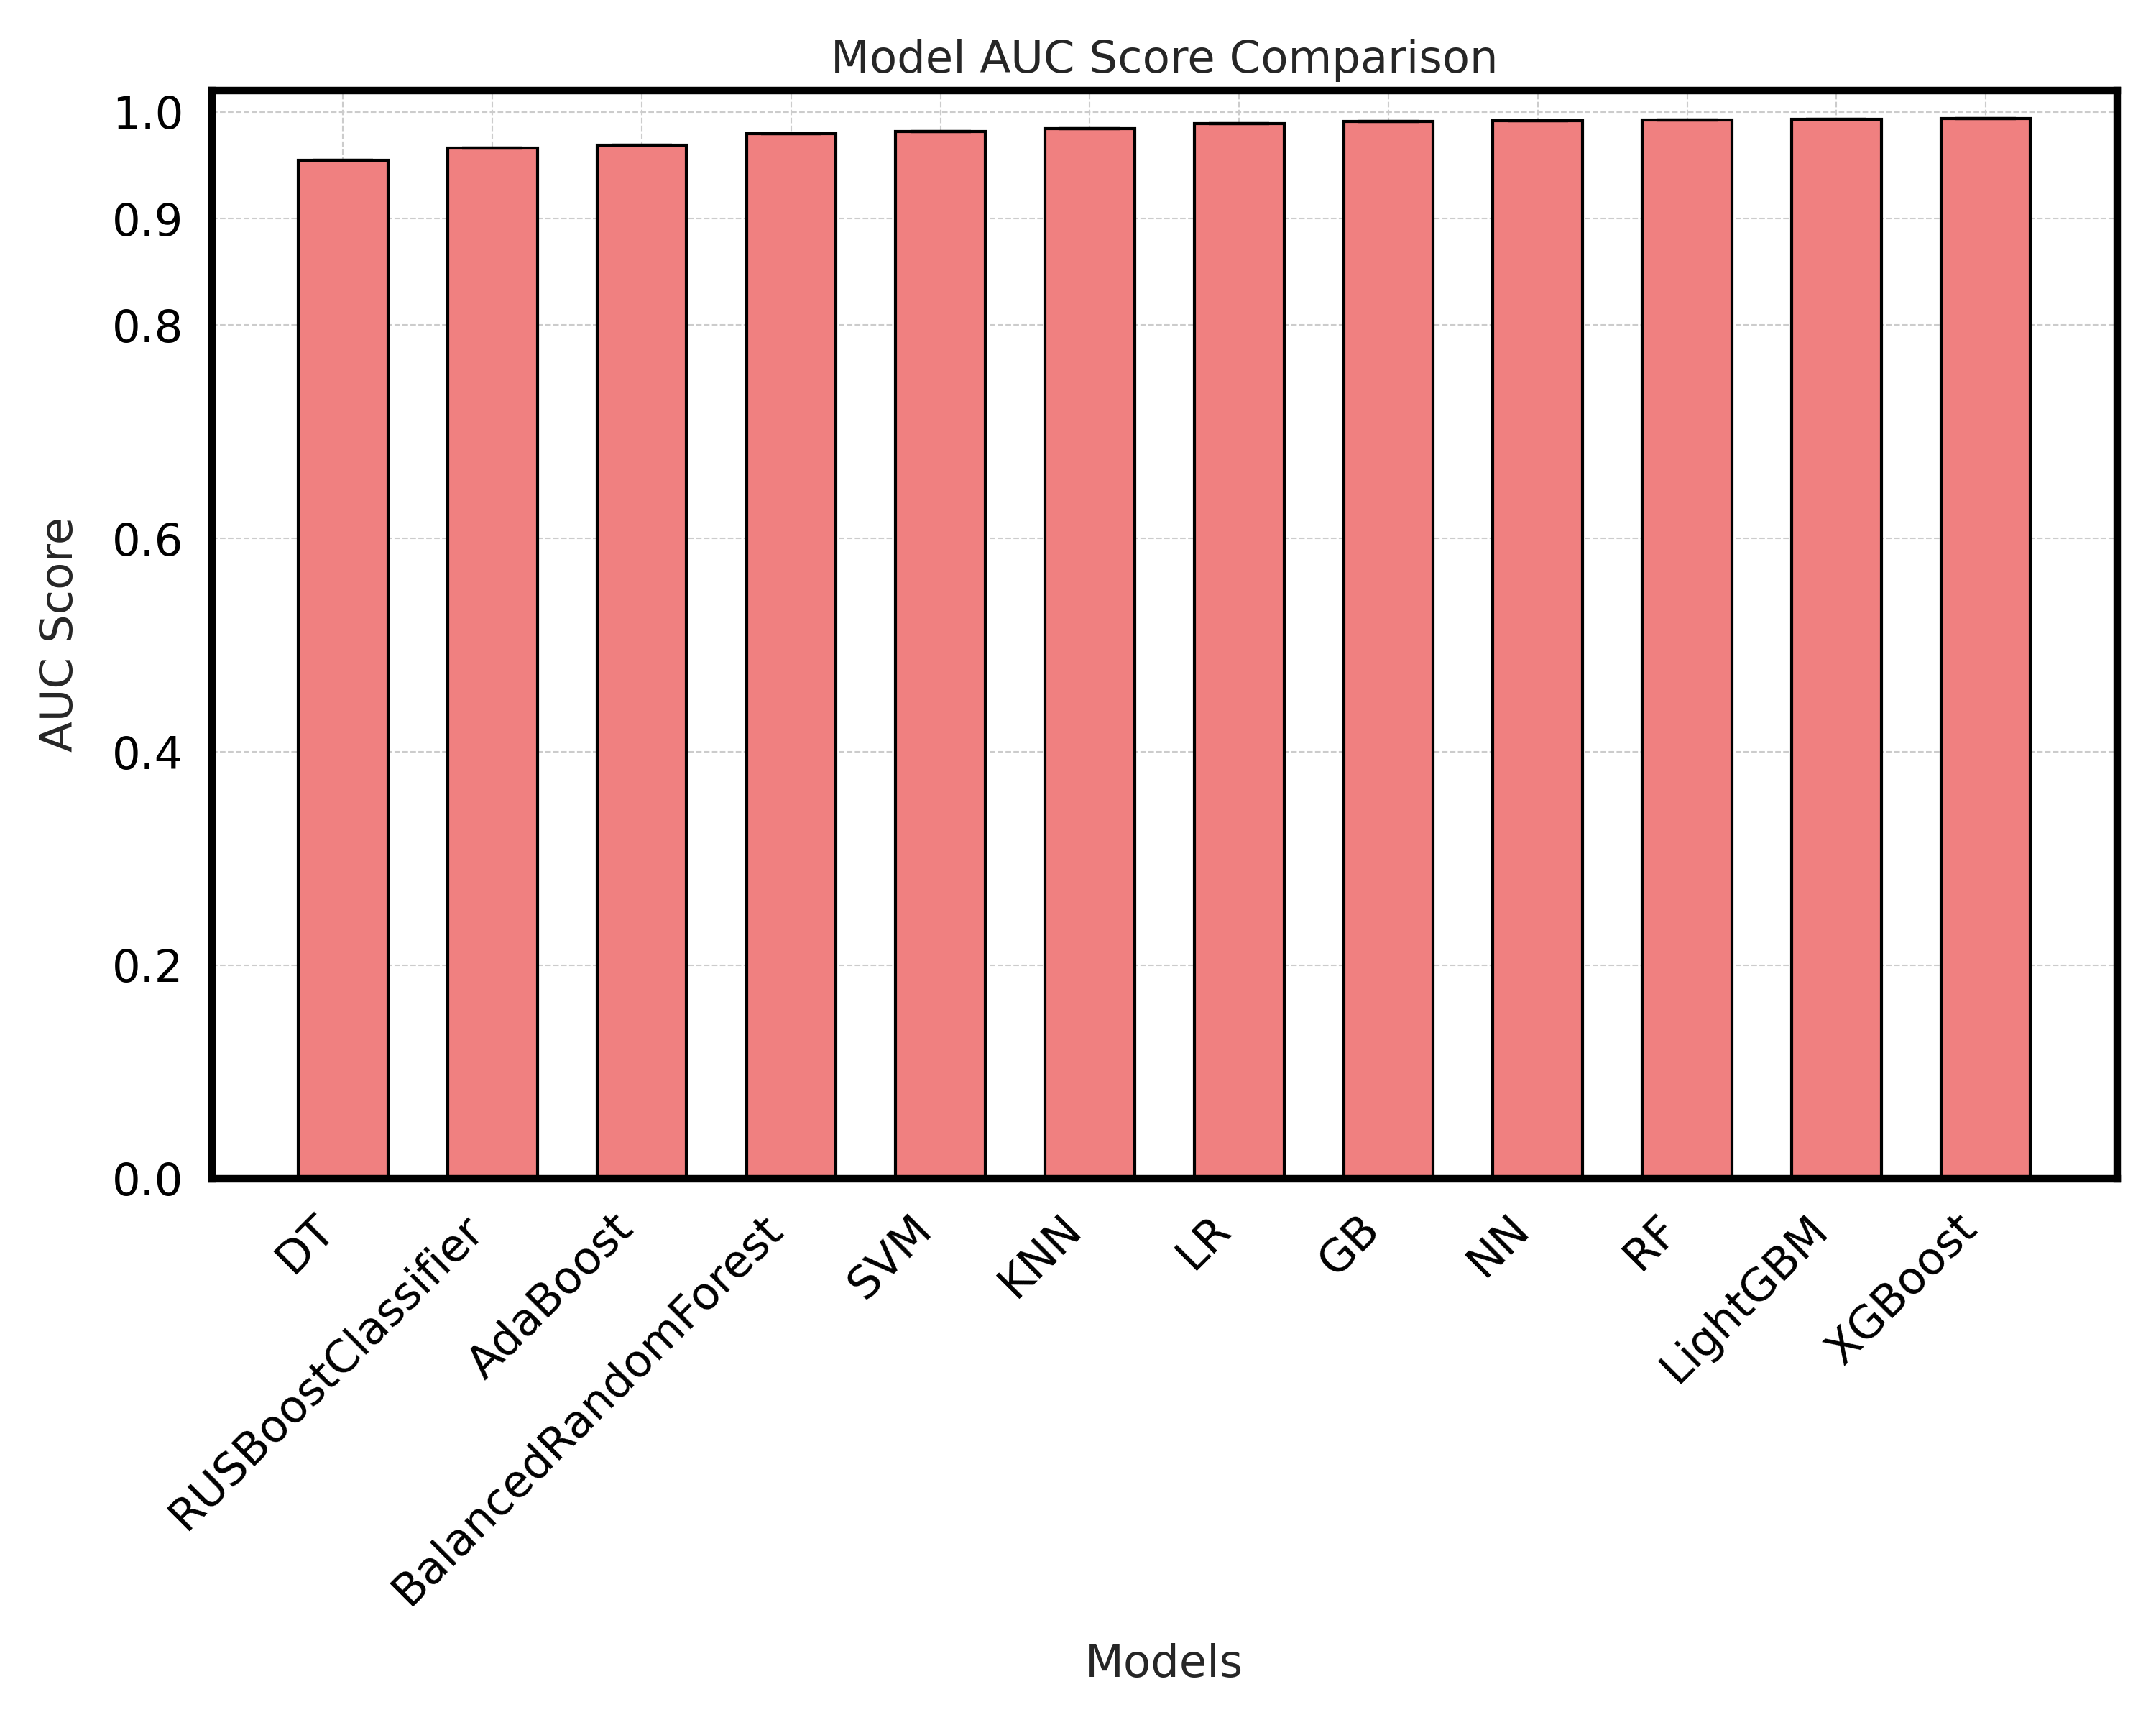 Model AUC Score Comparison
AUC Score
1.0
0.9
0.8
0.6
0.4
0.2
0.0
DT
RUSBoostClassifier
AdaBoost
BalancedRandomForest
SVM
KNN
LR
GB
NN
RF
LightGBM
XGBoost
Models